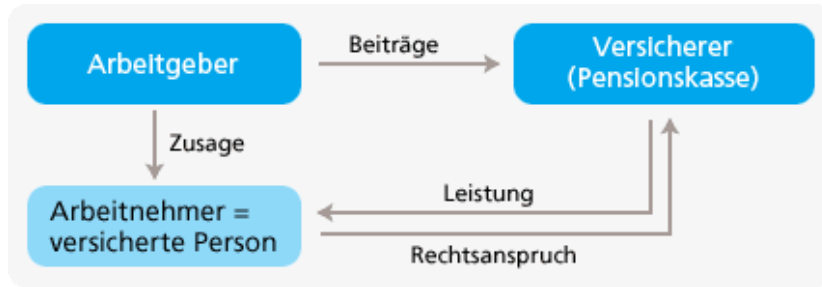 Arbeitgeber
Beiträge
Versicherer
(Pensionskasse)
Zusage
Arbeitnehmer =
versicherte Person
Leistung
Rechtsanspruch